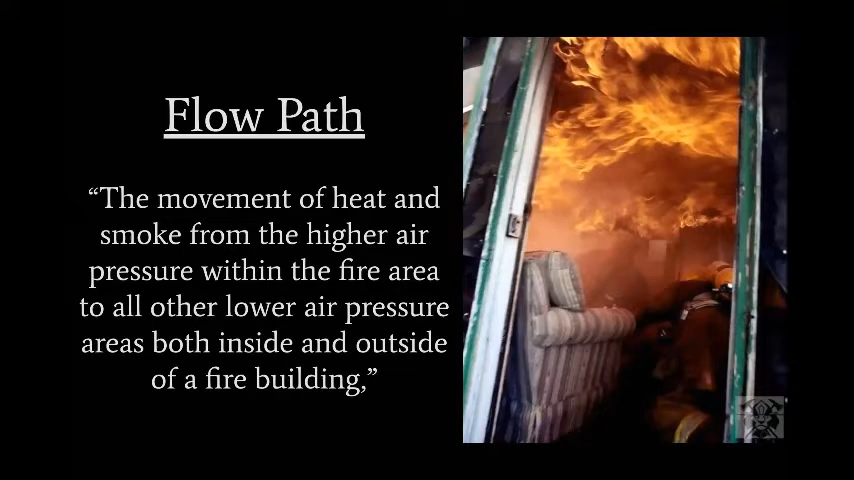 Flow Path
“The movement of heat and
smoke from the higher air
pressure within the fire area
to all other lower air pressure
areas both inside and outside
of a fire building,”